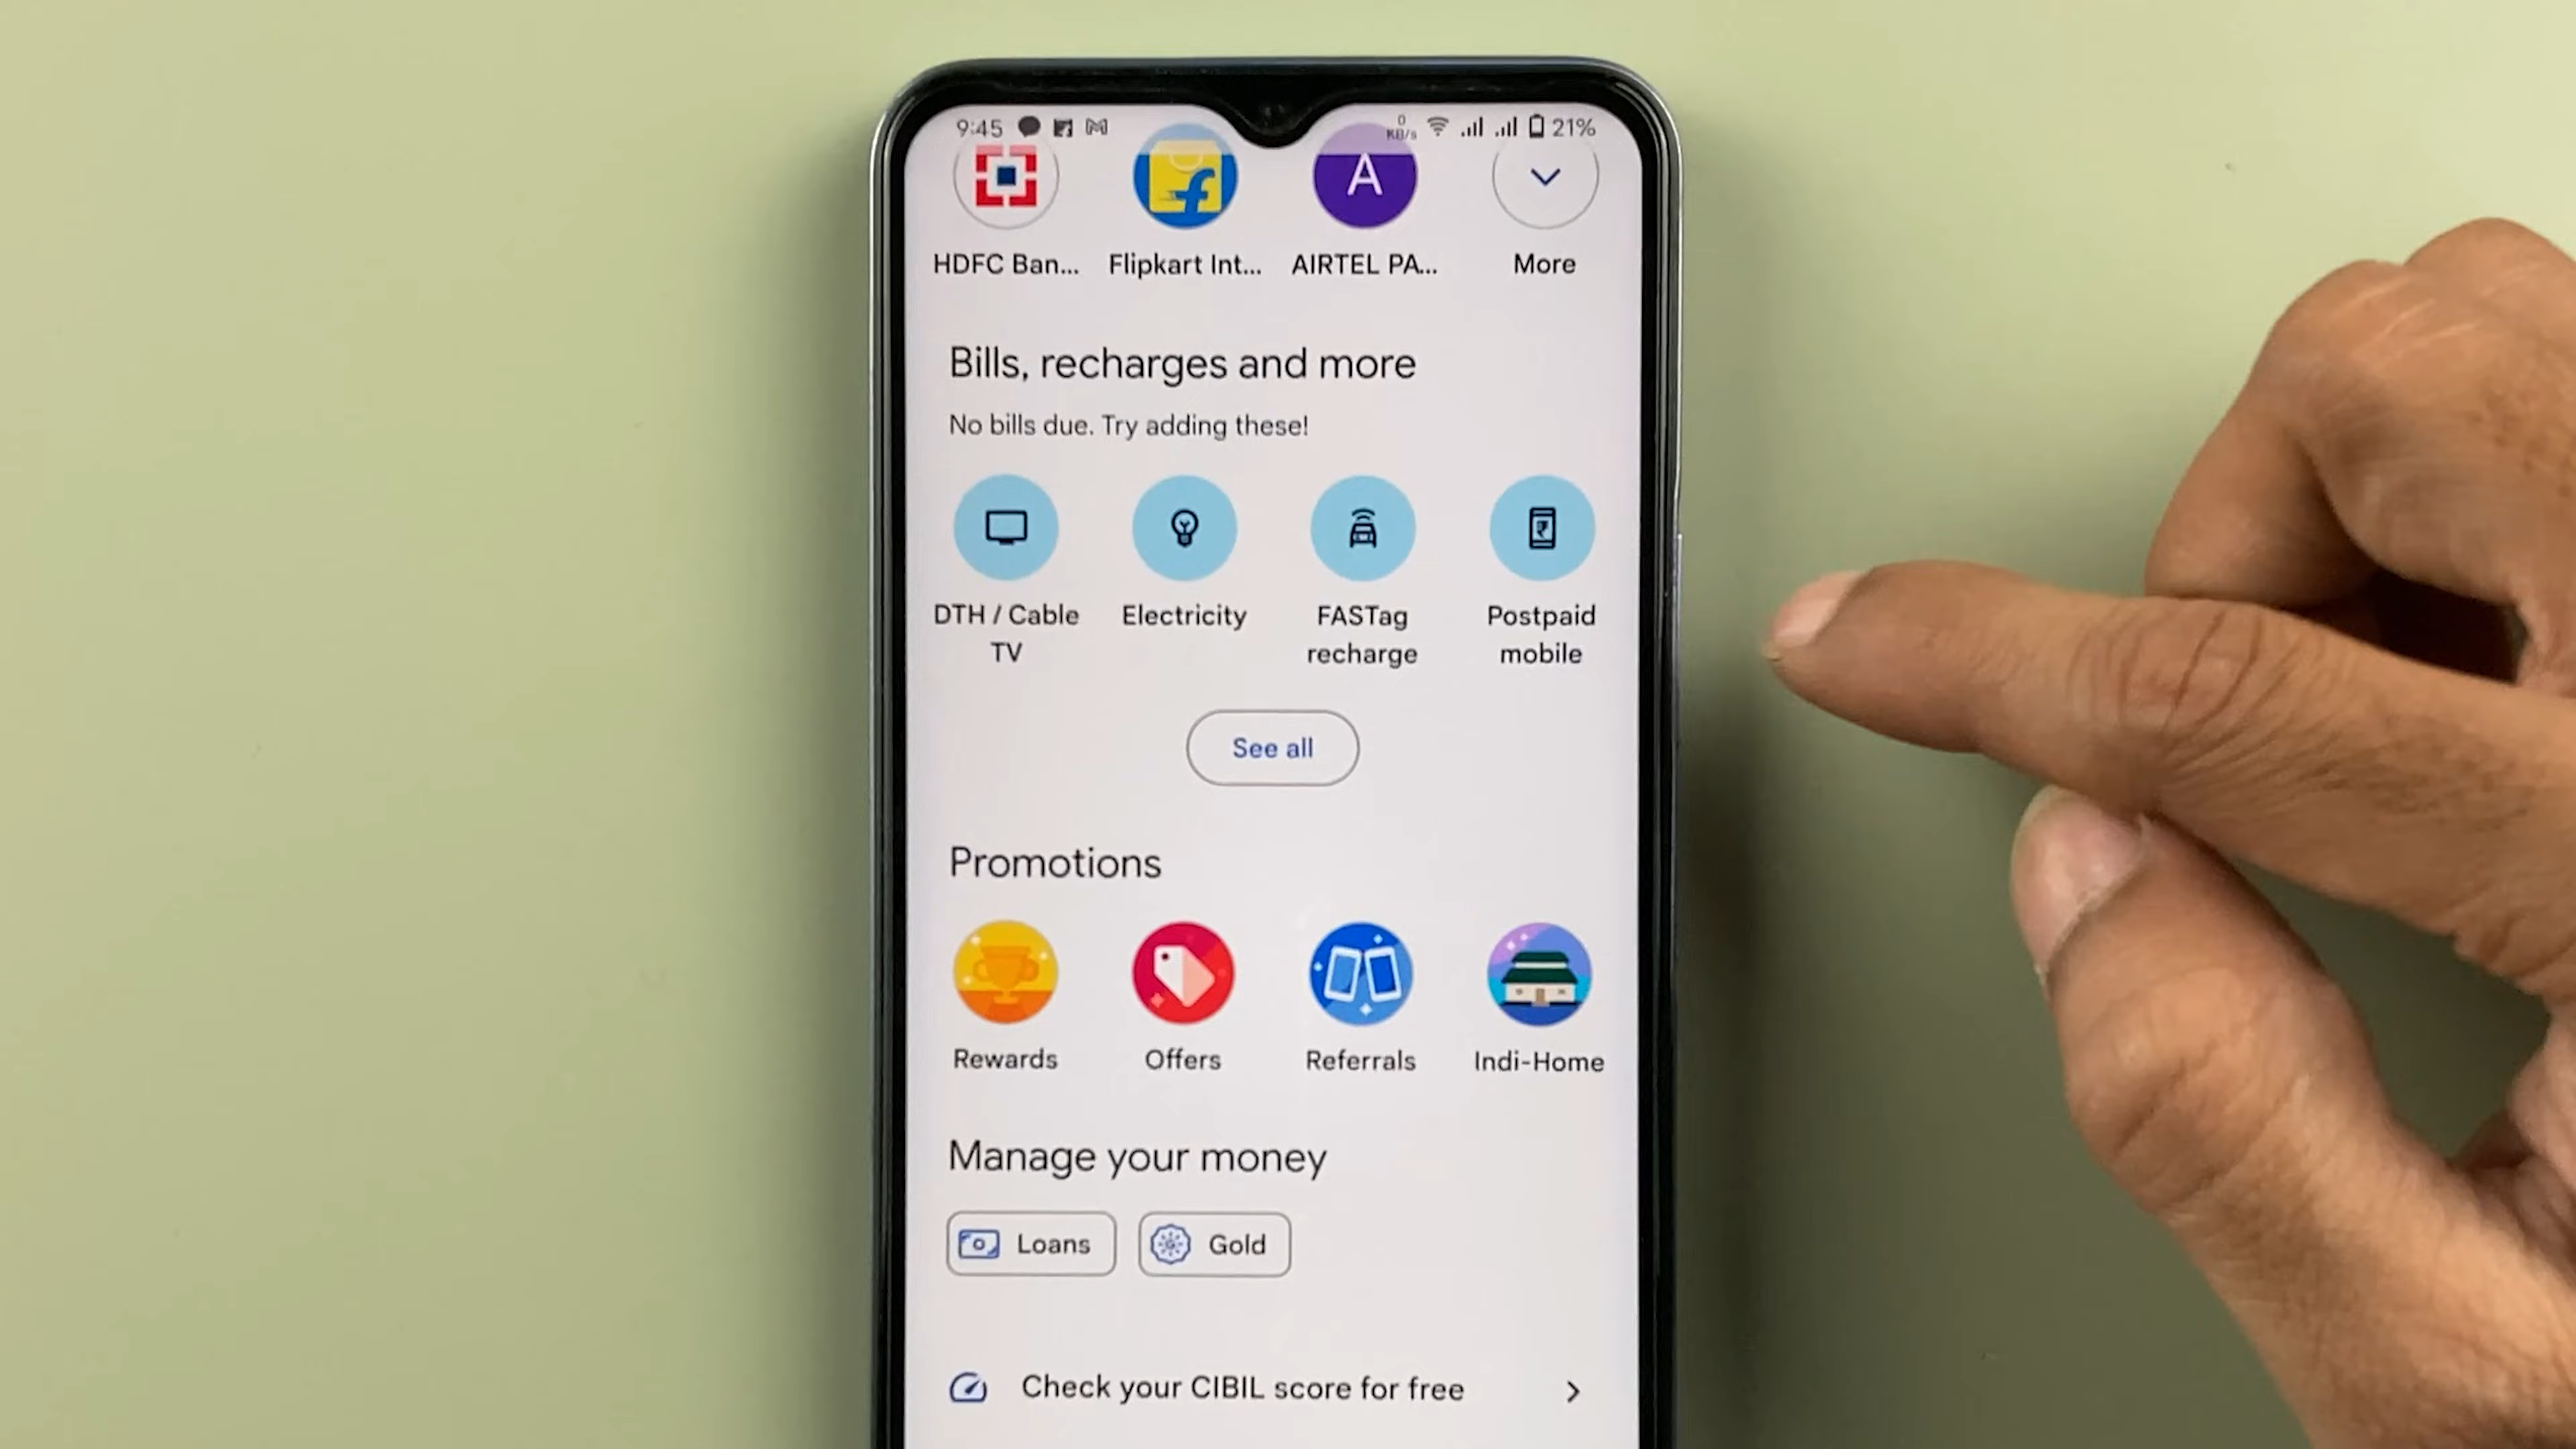 9:45 0 KB/s 21%
A
HDFC Ban... Flipkart Int... AIRTEL PA... More
Bills, recharges and more
No bills due. Try adding these!
DTH / Cable TV
Electricity
FASTag recharge
Postpaid mobile
See all
Promotions
Rewards Offers Referrals Indi-Home
Manage your money
Loans Gold
Check your CIBIL score for free